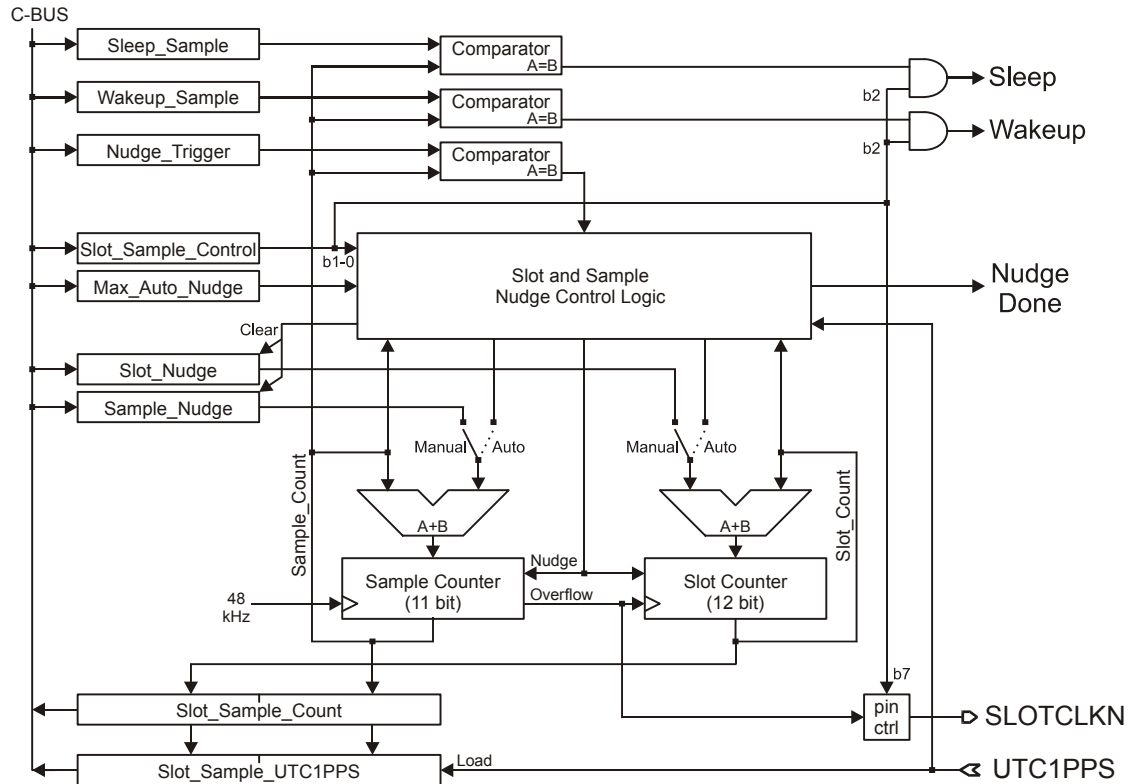 C-BUS
Sleep_Sample
Comparator
A=B
b2
Sleep
Wakeup_Sample
Comparator
A=B
b2
Wakeup
Nudge_Trigger
Comparator
A=B
Slot_Sample_Control
b1-0
Max_Auto_Nudge
Slot and Sample
Nudge Control Logic
Nudge
Done
Clear
Slot_Nudge
Sample_Nudge
Manual
Auto
Manual
Auto
Sample_Count
Slot_Count
A+B
A+B
Nudge
Sample Counter
(11 bit)
Slot Counter
(12 bit)
Overflow
48
kHz
b7
Slot_Sample_Count
pin
ctrl
SLOTCLKN
Slot_Sample_UTC1PPS
Load
UTC1PPS